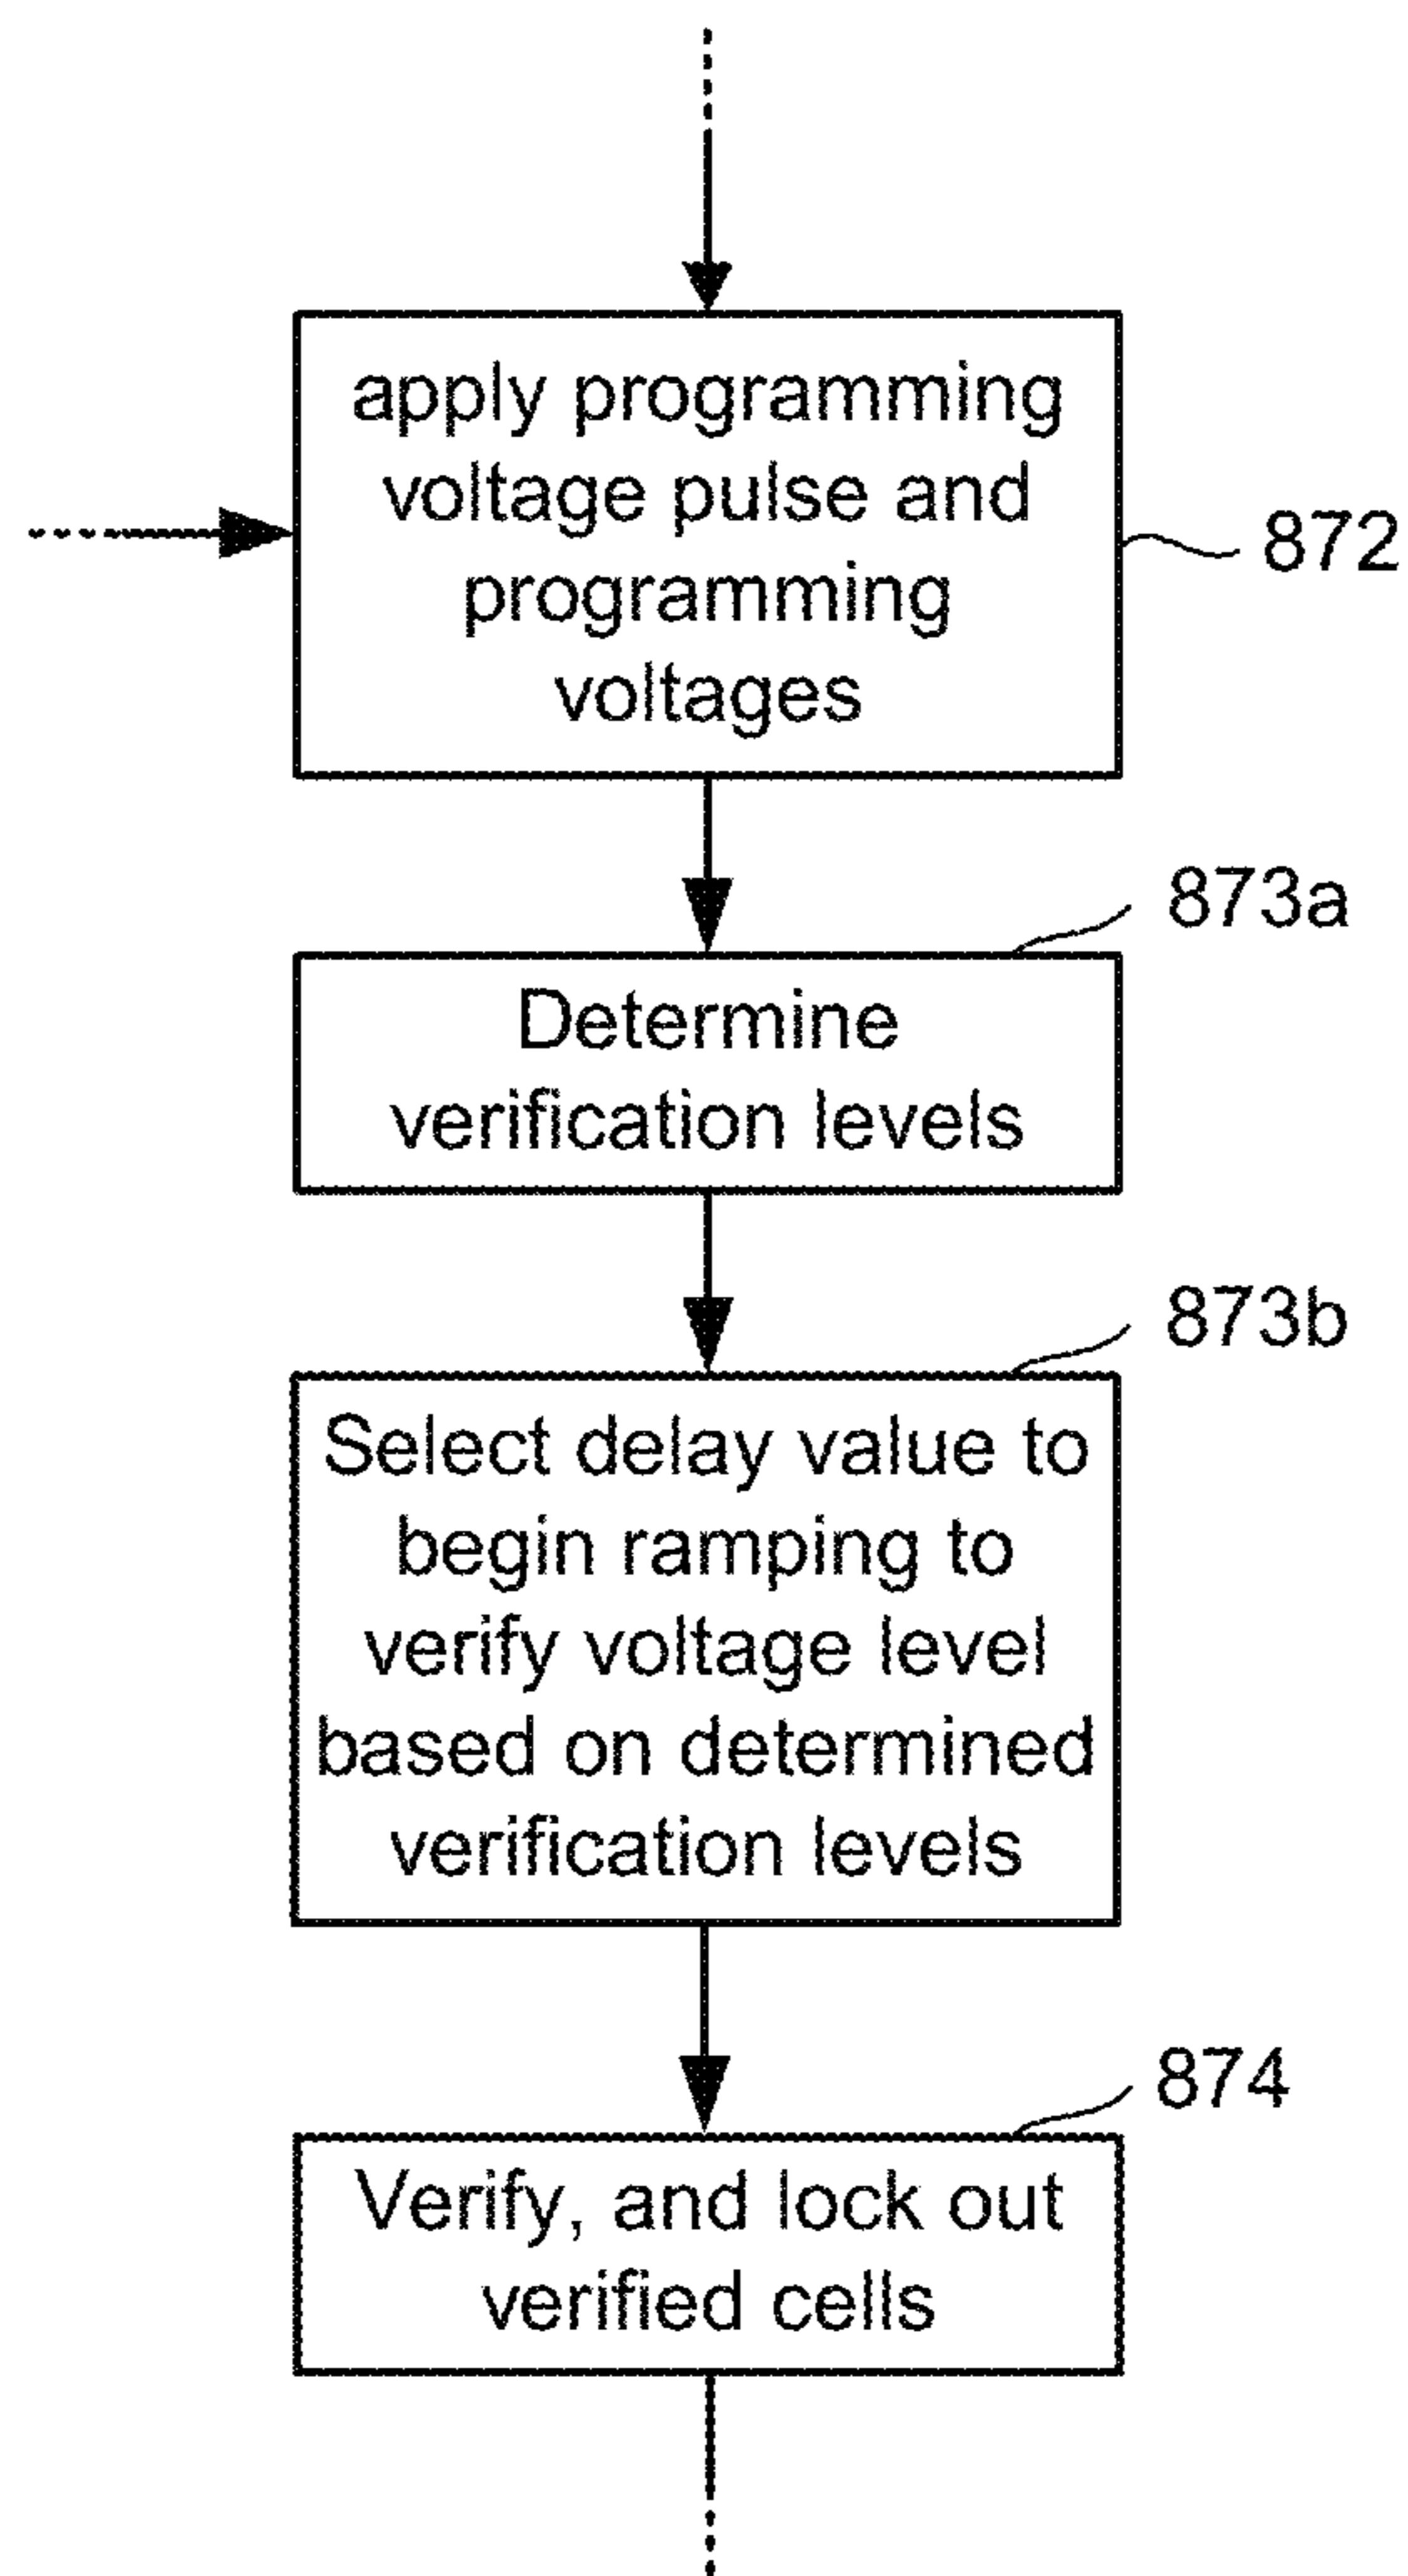 apply programming
voltage pulse and
programming
voltages
872
873a
Determine
verification levels
873b
Select delay value to
begin ramping to
verify voltage level
based on determined
verification levels
874
Verify, and lock out
verified cells